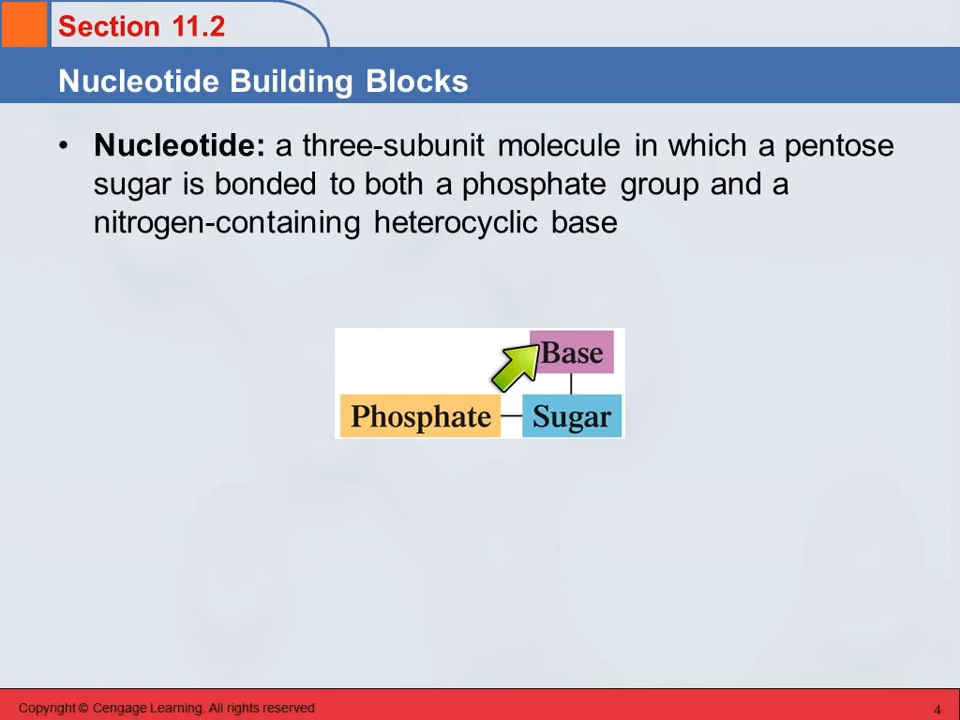 Section 11.2
Nucleotide Building Blocks
• Nucleotide: a three-subunit molecule in which a pentose
sugar is bonded to both a phosphate group and a
nitrogen-containing heterocyclic base
Base
Phosphate Sugar
Copyright © Cengage Learning. All rights reserved
4